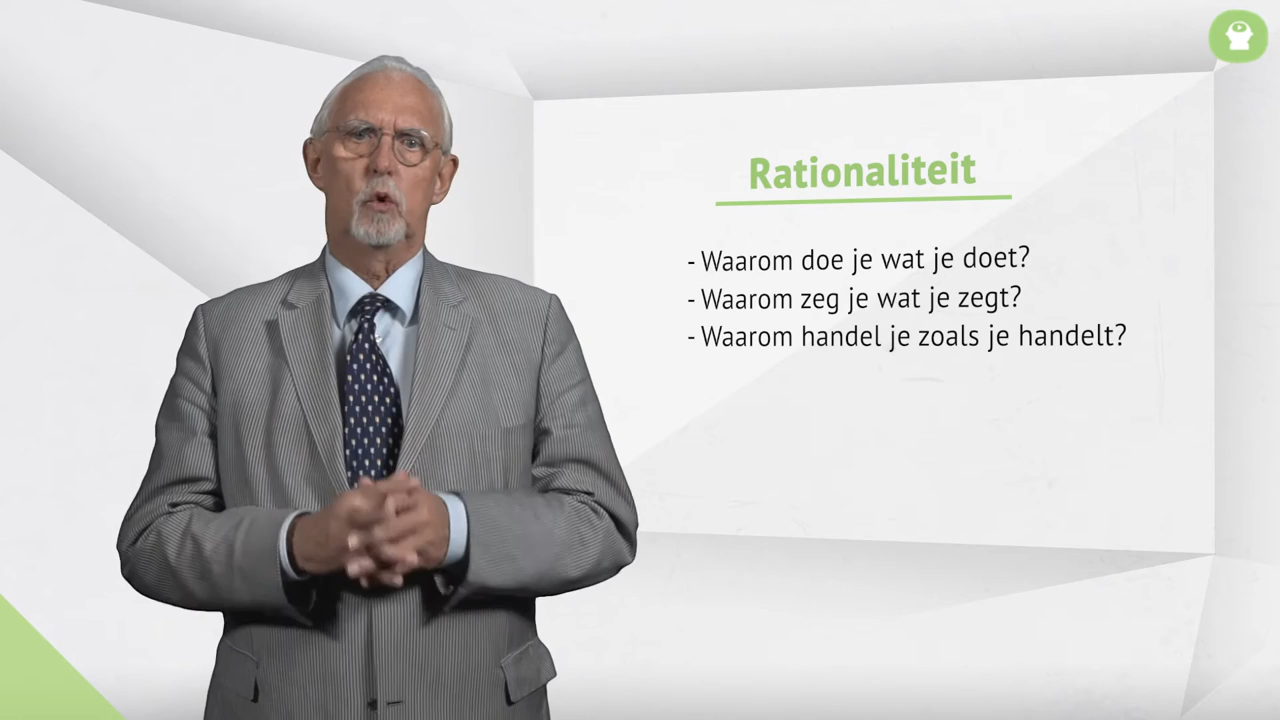 Rationaliteit
- Waarom doe je wat je doet?
- Waarom zeg je wat je zegt?
- Waarom handel je zoals je handelt?